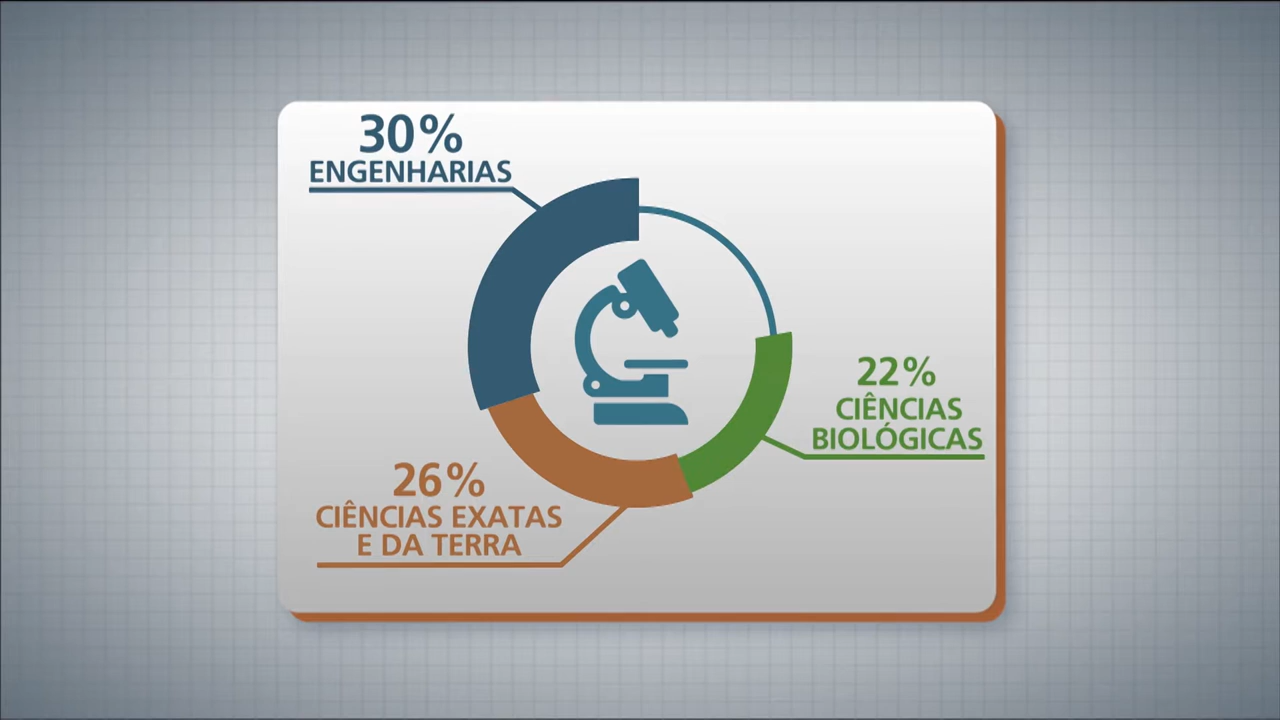 30%
ENGENHARIAS
22%
CIÊNCIAS
BIOLÓGICAS
26%
CIÊNCIAS EXATAS
E DA TERRA